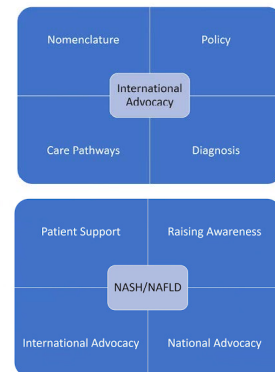 Nomenclature
Policy
International
Advocacy
Care Pathways
Diagnosis
Patient Support
Raising Awareness
NASH/NAFLD
International Advocacy
National Advocacy